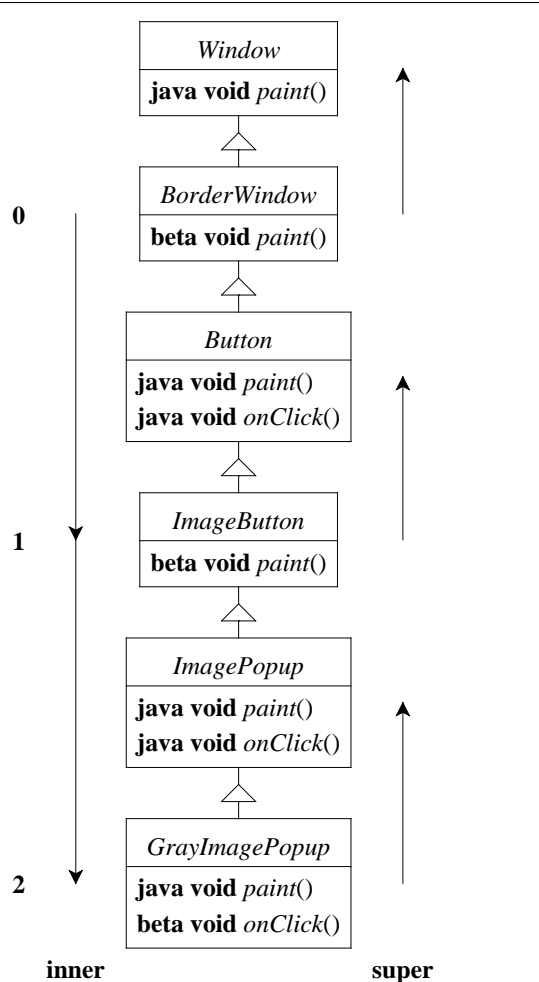 Window
java void paint()
0
BorderWindow
beta void paint()
Button
java void paint()
java void onClick()
1
ImageButton
beta void paint()
ImagePopup
java void paint()
java void onClick()
GrayImagePopup
2
java void paint()
beta void onClick()
inner super